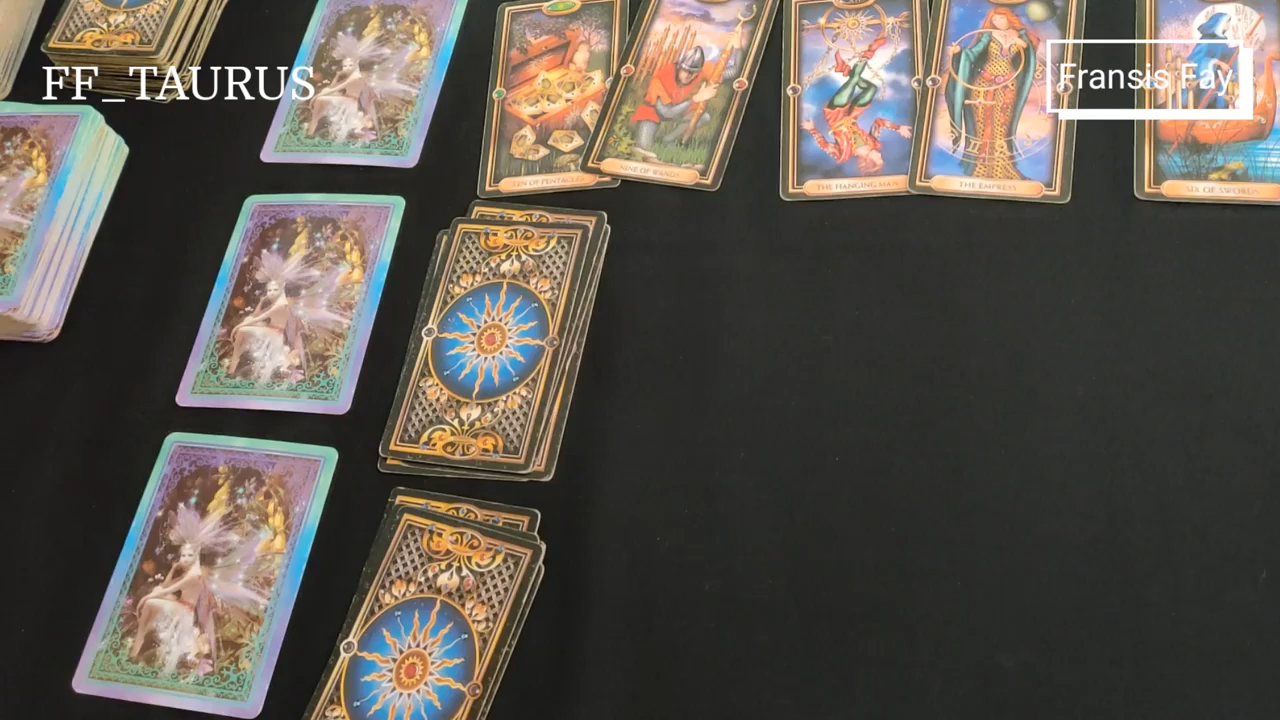 FF_TAURUS
Fransis Fay
TEN OF PENTACLES
NINE OF WANDS
THE HANGING MAN
THE EMPRESS
SIX OF SWORDS